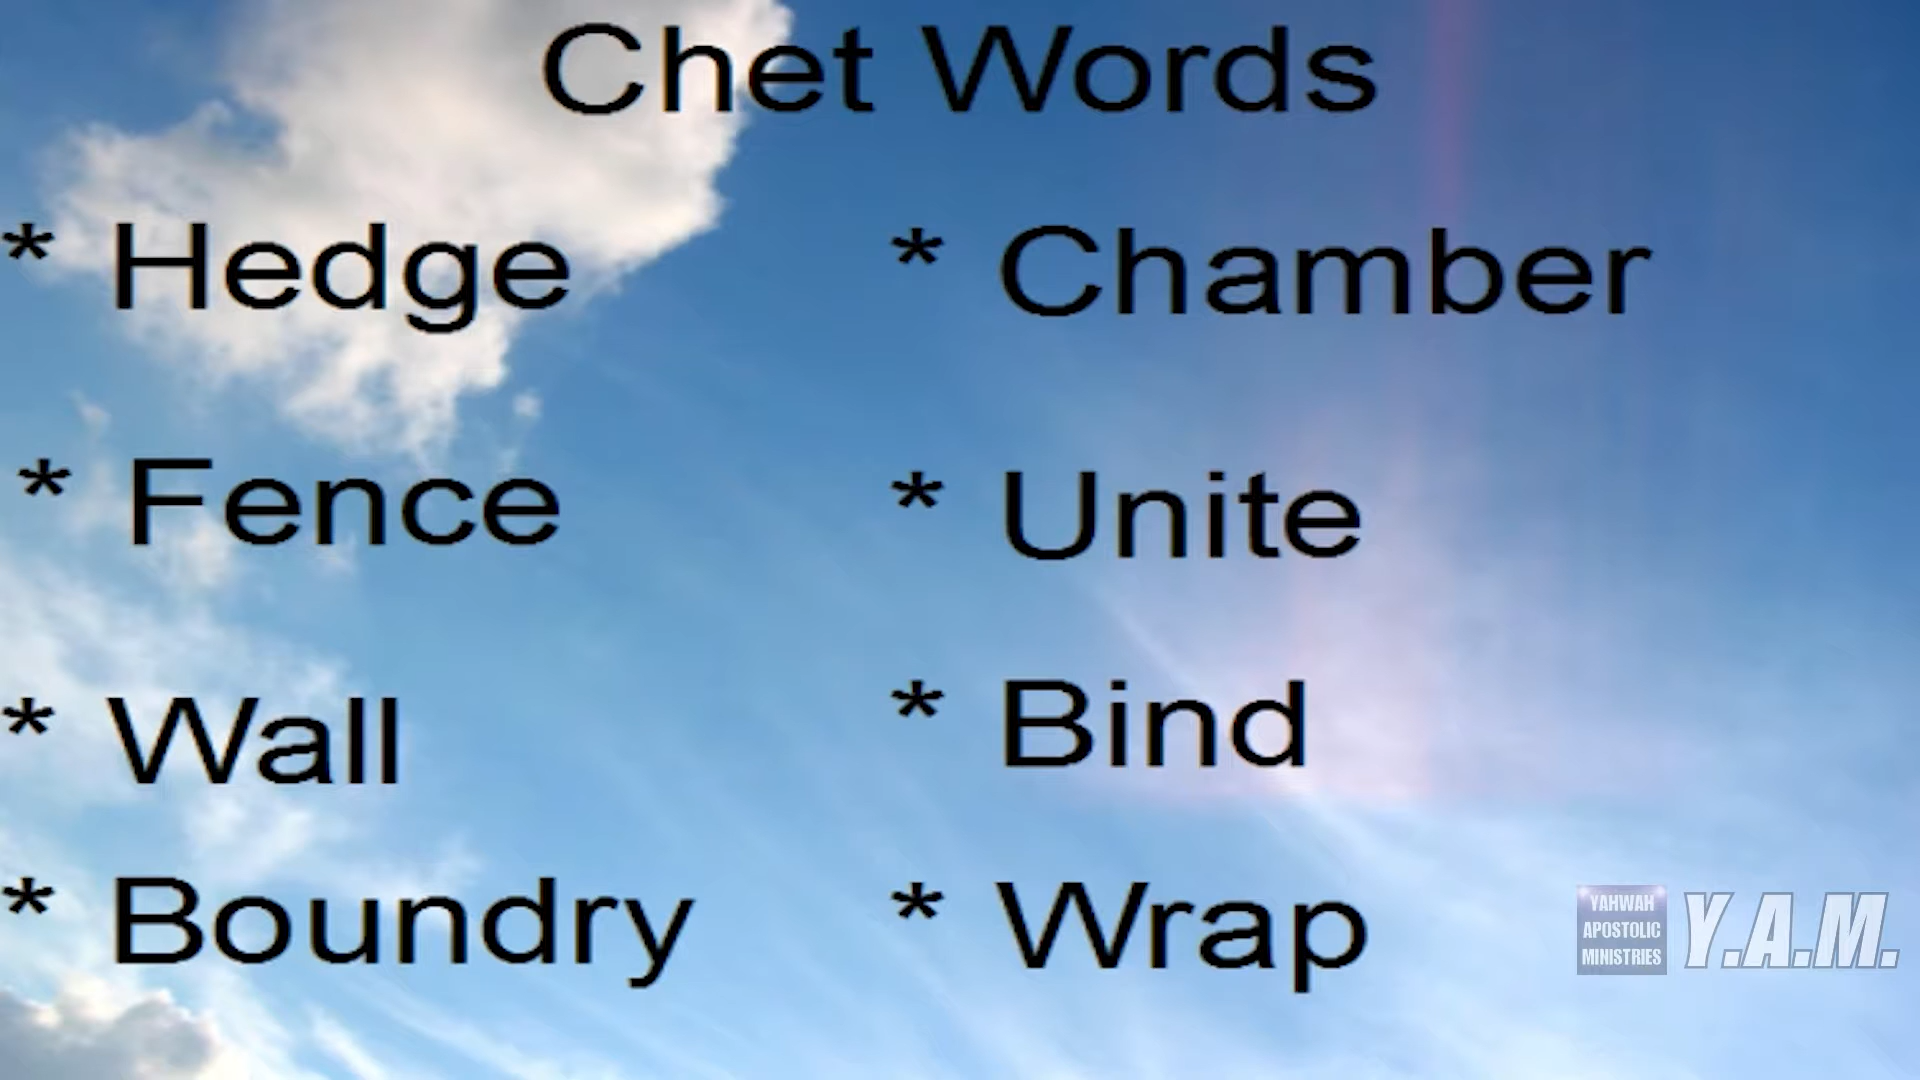 Chet Words
* Hedge
* Fence
* Wall
* Boundry
* Chamber
* Unite
* Bind
* Wrap
YAHWAH
APOSTOLIC
MINISTRIES
Y.A.M.